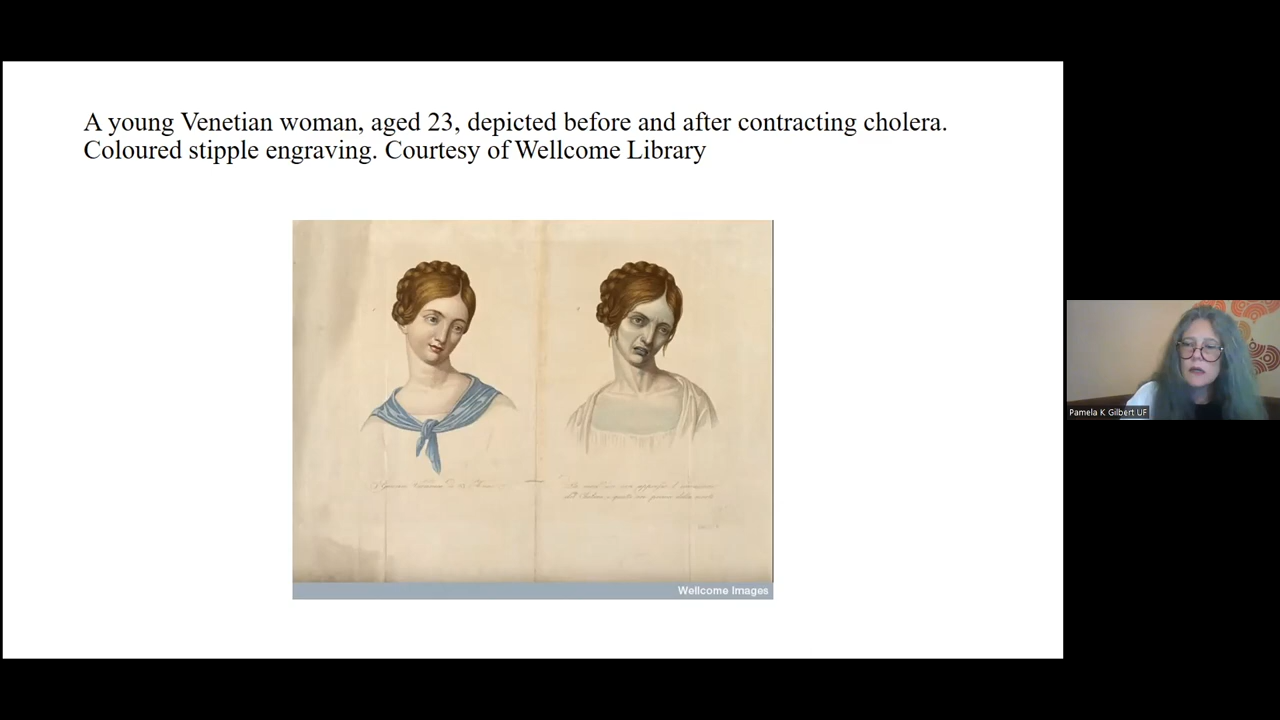 A young Venetian woman, aged 23, depicted before and after contracting cholera.
Coloured stipple engraving. Courtesy of Wellcome Library
Wellcome Images
Pamela K Gilbert UF